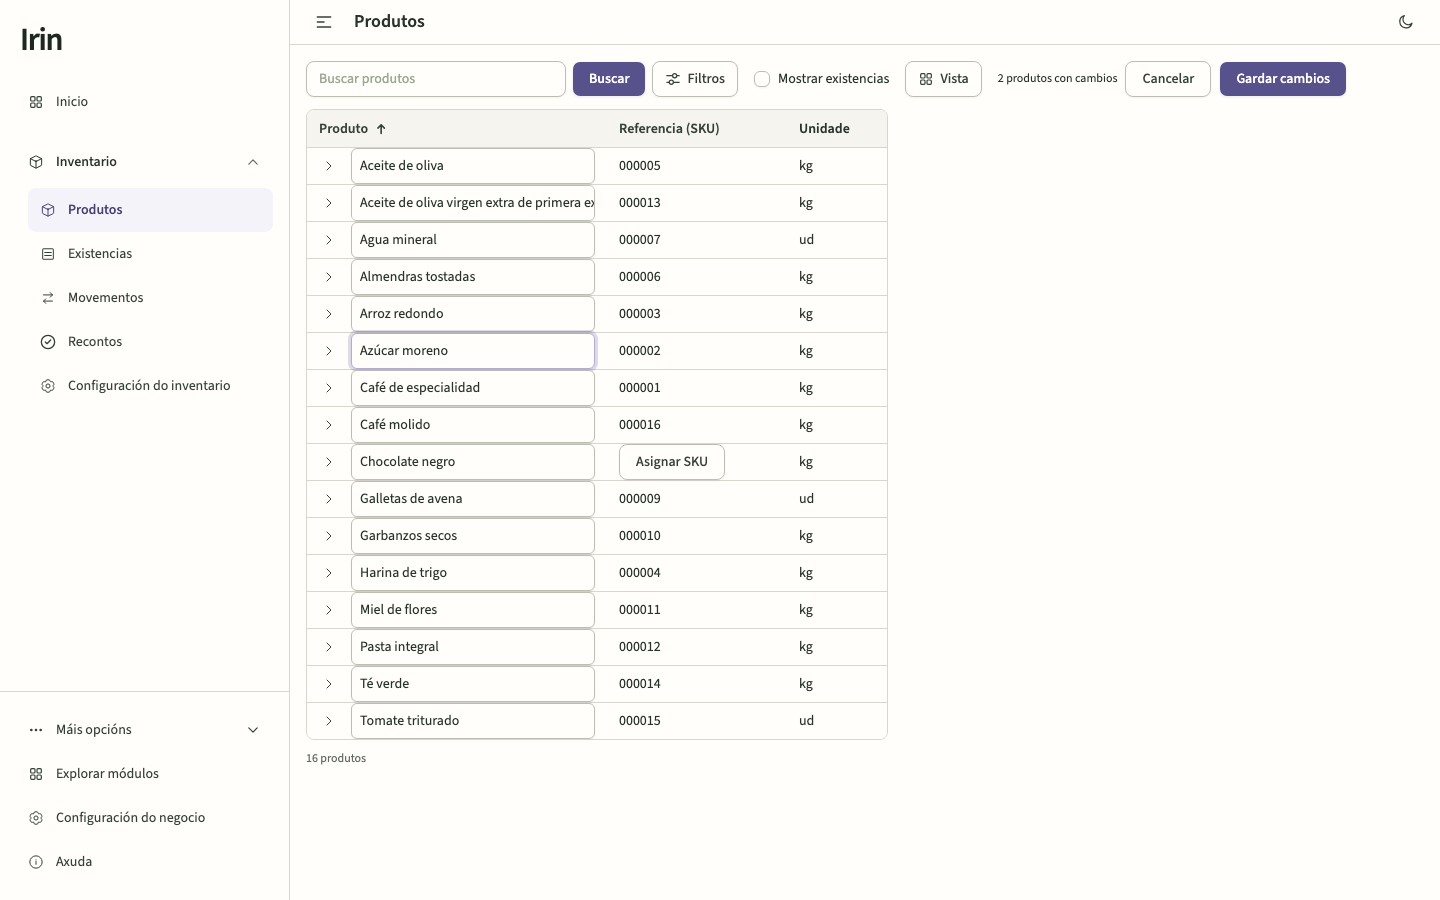 Irin
Inicio
Inventario
Produtos
Existencias
Movementos
Recontos
Configuración do inventario
Máis opcións
Explorar módulos
Configuración do negocio
Axuda
Produtos
Buscar produtos
Buscar
Filtros
Mostrar existencias
Vista
2 produtos con cambios
Cancelar
Gardar cambios
Produto Referencia (SKU) Unidade
Aceite de oliva 000005 kg
Aceite de oliva virgen extra de primera 000013 kg
Agua mineral 000007 ud
Almendras tostadas 000006 kg
Arroz redondo 000003 kg
Azúcar moreno 000002 kg
Café de especialidad 000001 kg
Café molido 000016 kg
Chocolate negro Asignar SKU kg
Galletas de avena 000009 ud
Garbanzos secos 000010 kg
Harina de trigo 000004 kg
Miel de flores 000011 kg
Pasta integral 000012 kg
Té verde 000014 kg
Tomate triturado 000015 ud
16 produtos